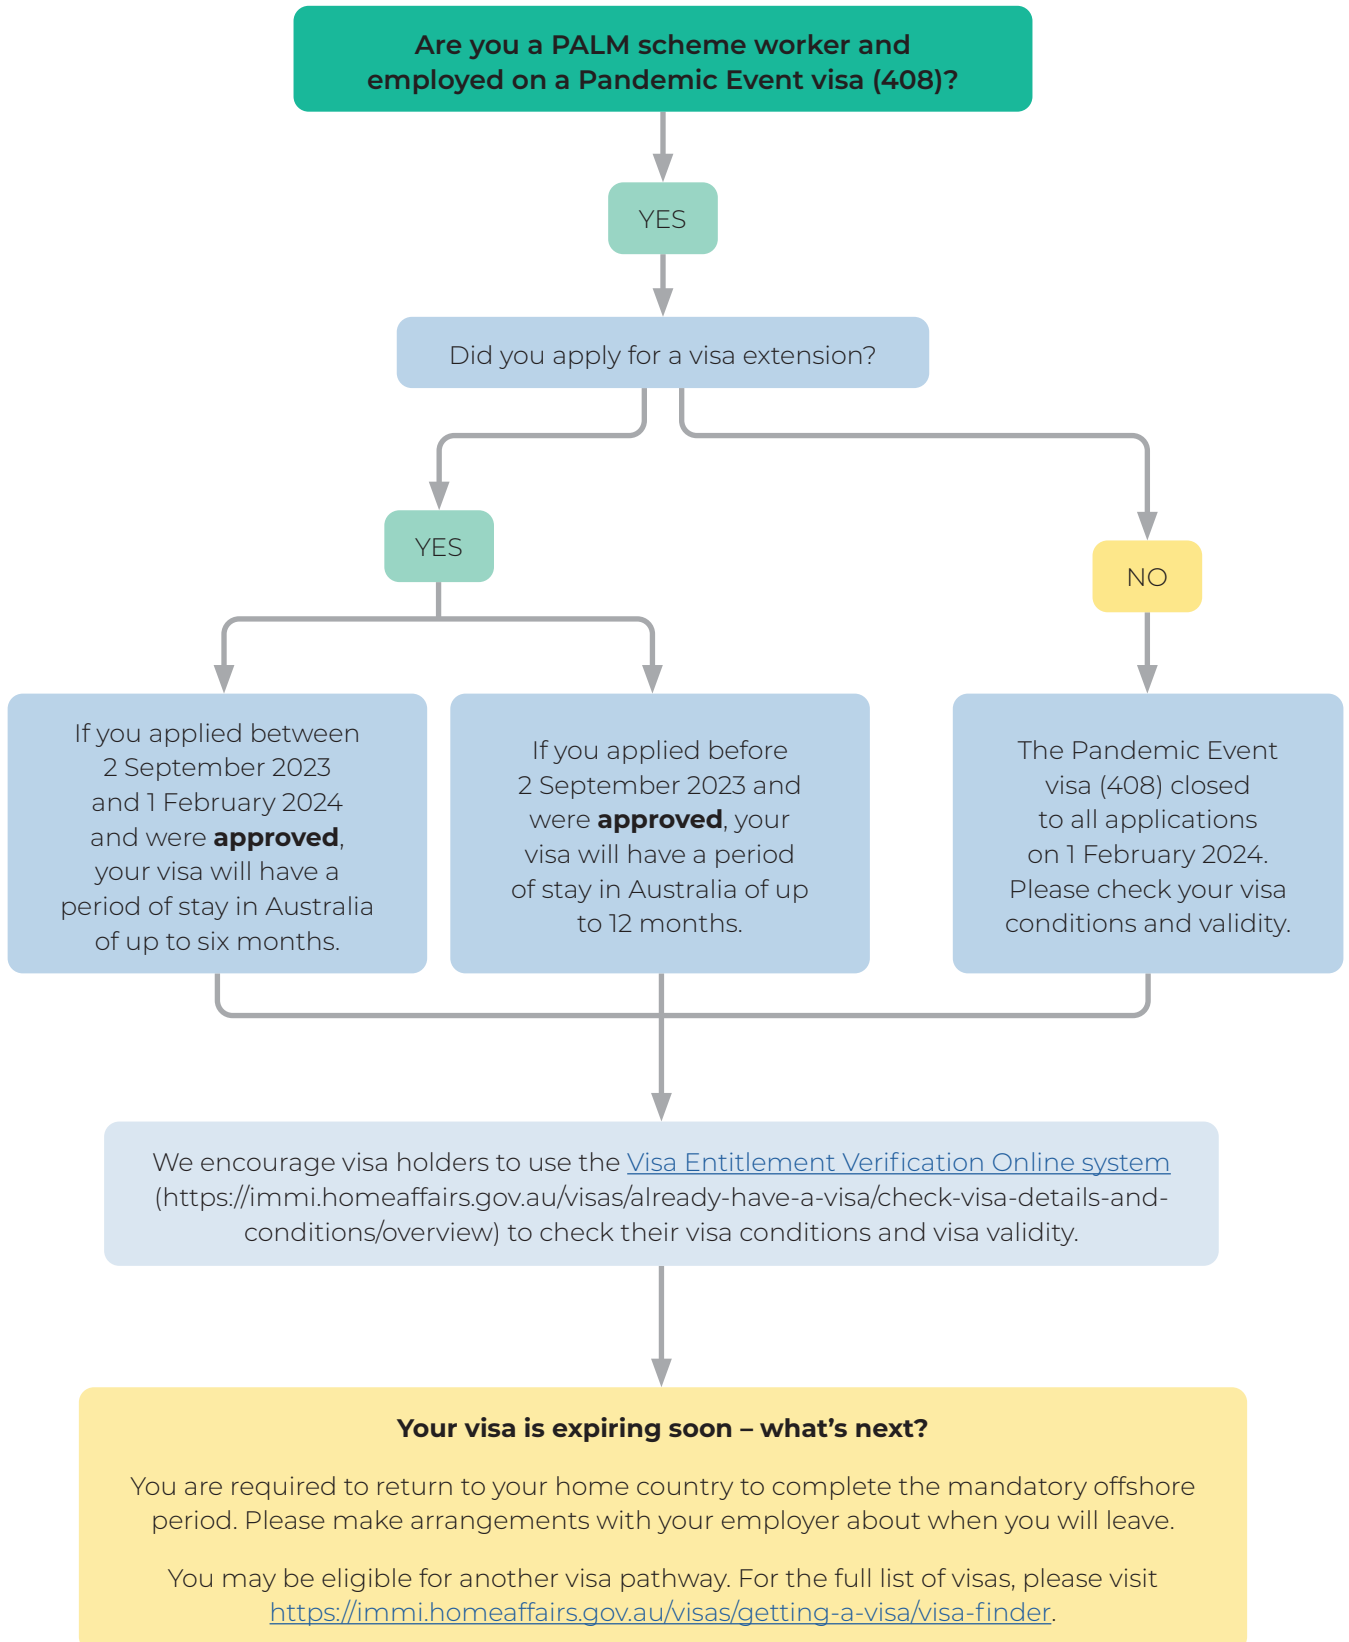 Are you a PALM scheme worker and
employed on a Pandemic Event visa (408)?
YES
Did you apply for a visa extension?
YES
NO
If you applied between
2 September 2023
and 1 February 2024
and were approved,
your visa will have a
period of stay in Australia
of up to six months.
If you applied before
2 September 2023 and
were approved, your
visa will have a period
of stay in Australia of up
to 12 months.
The Pandemic Event
visa (408) closed
to all applications
on 1 February 2024.
Please check your visa
conditions and validity.
We encourage visa holders to use the Visa Entitlement Verification Online system
(https://immi.homeaffairs.gov.au/visas/already-have-a-visa/check-visa-details-and-
conditions/overview) to check their visa conditions and visa validity.
Your visa is expiring soon – what's next?
You are required to return to your home country to complete the mandatory offshore
period. Please make arrangements with your employer about when you will leave.
You may be eligible for another visa pathway. For the full list of visas, please visit
https://immi.homeaffairs.gov.au/visas/getting-a-visa/visa-finder.